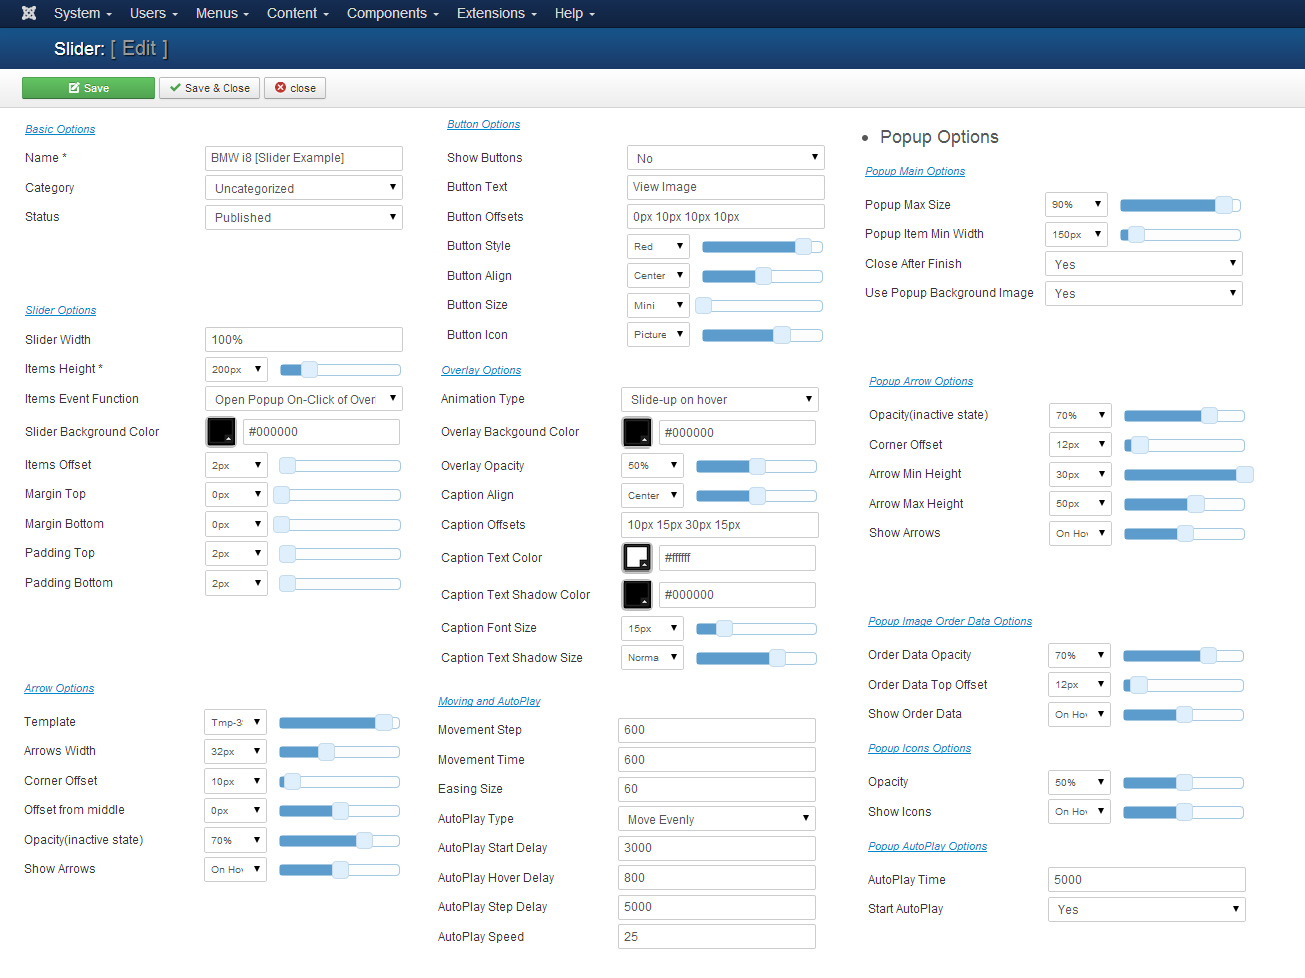 System Users Menus Content Components Extensions Help
Slider: [ Edit ]
Save Save & Close close
Basic Options
Name * BMW i8 [Slider Example]
Category Uncategorized
Status Published
Slider Options
Slider Width 100%
Items Height * 200px
Items Event Function Open Popup On-Click of Over
Slider Background Color #000000
Items Offset 2px
Margin Top 0px
Margin Bottom 0px
Padding Top 2px
Padding Bottom 2px
Arrow Options
Template Tmp-3
Arrows Width 32px
Corner Offset 10px
Offset from middle 0px
Opacity(inactive state) 70%
Show Arrows On Hov
Button Options
Show Buttons No
Button Text View Image
Button Offsets 0px 10px 10px 10px
Button Style Red
Button Align Center
Button Size Mini
Button Icon Picture
Overlay Options
Animation Type Slide-up on hover
Overlay Backgound Color #000000
Overlay Opacity 50%
Caption Align Center
Caption Offsets 10px 15px 30px 15px
Caption Text Color #ffffff
Caption Text Shadow Color #000000
Caption Font Size 15px
Caption Text Shadow Size Norma
Moving and AutoPlay
Movement Step 600
Movement Time 600
Easing Size 60
AutoPlay Type Move Evenly
AutoPlay Start Delay 3000
AutoPlay Hover Delay 800
AutoPlay Step Delay 5000
AutoPlay Speed 25
• Popup Options
Popup Main Options
Popup Max Size 90%
Popup Item Min Width 150px
Close After Finish Yes
Use Popup Background Image Yes
Popup Arrow Options
Opacity(inactive state) 70%
Corner Offset 12px
Arrow Min Height 30px
Arrow Max Height 50px
Show Arrows On Hov
Popup Image Order Data Options
Order Data Opacity 70%
Order Data Top Offset 12px
Show Order Data On Hov
Popup Icons Options
Opacity 50%
Show Icons On Hov
Popup AutoPlay Options
AutoPlay Time 5000
Start AutoPlay Yes